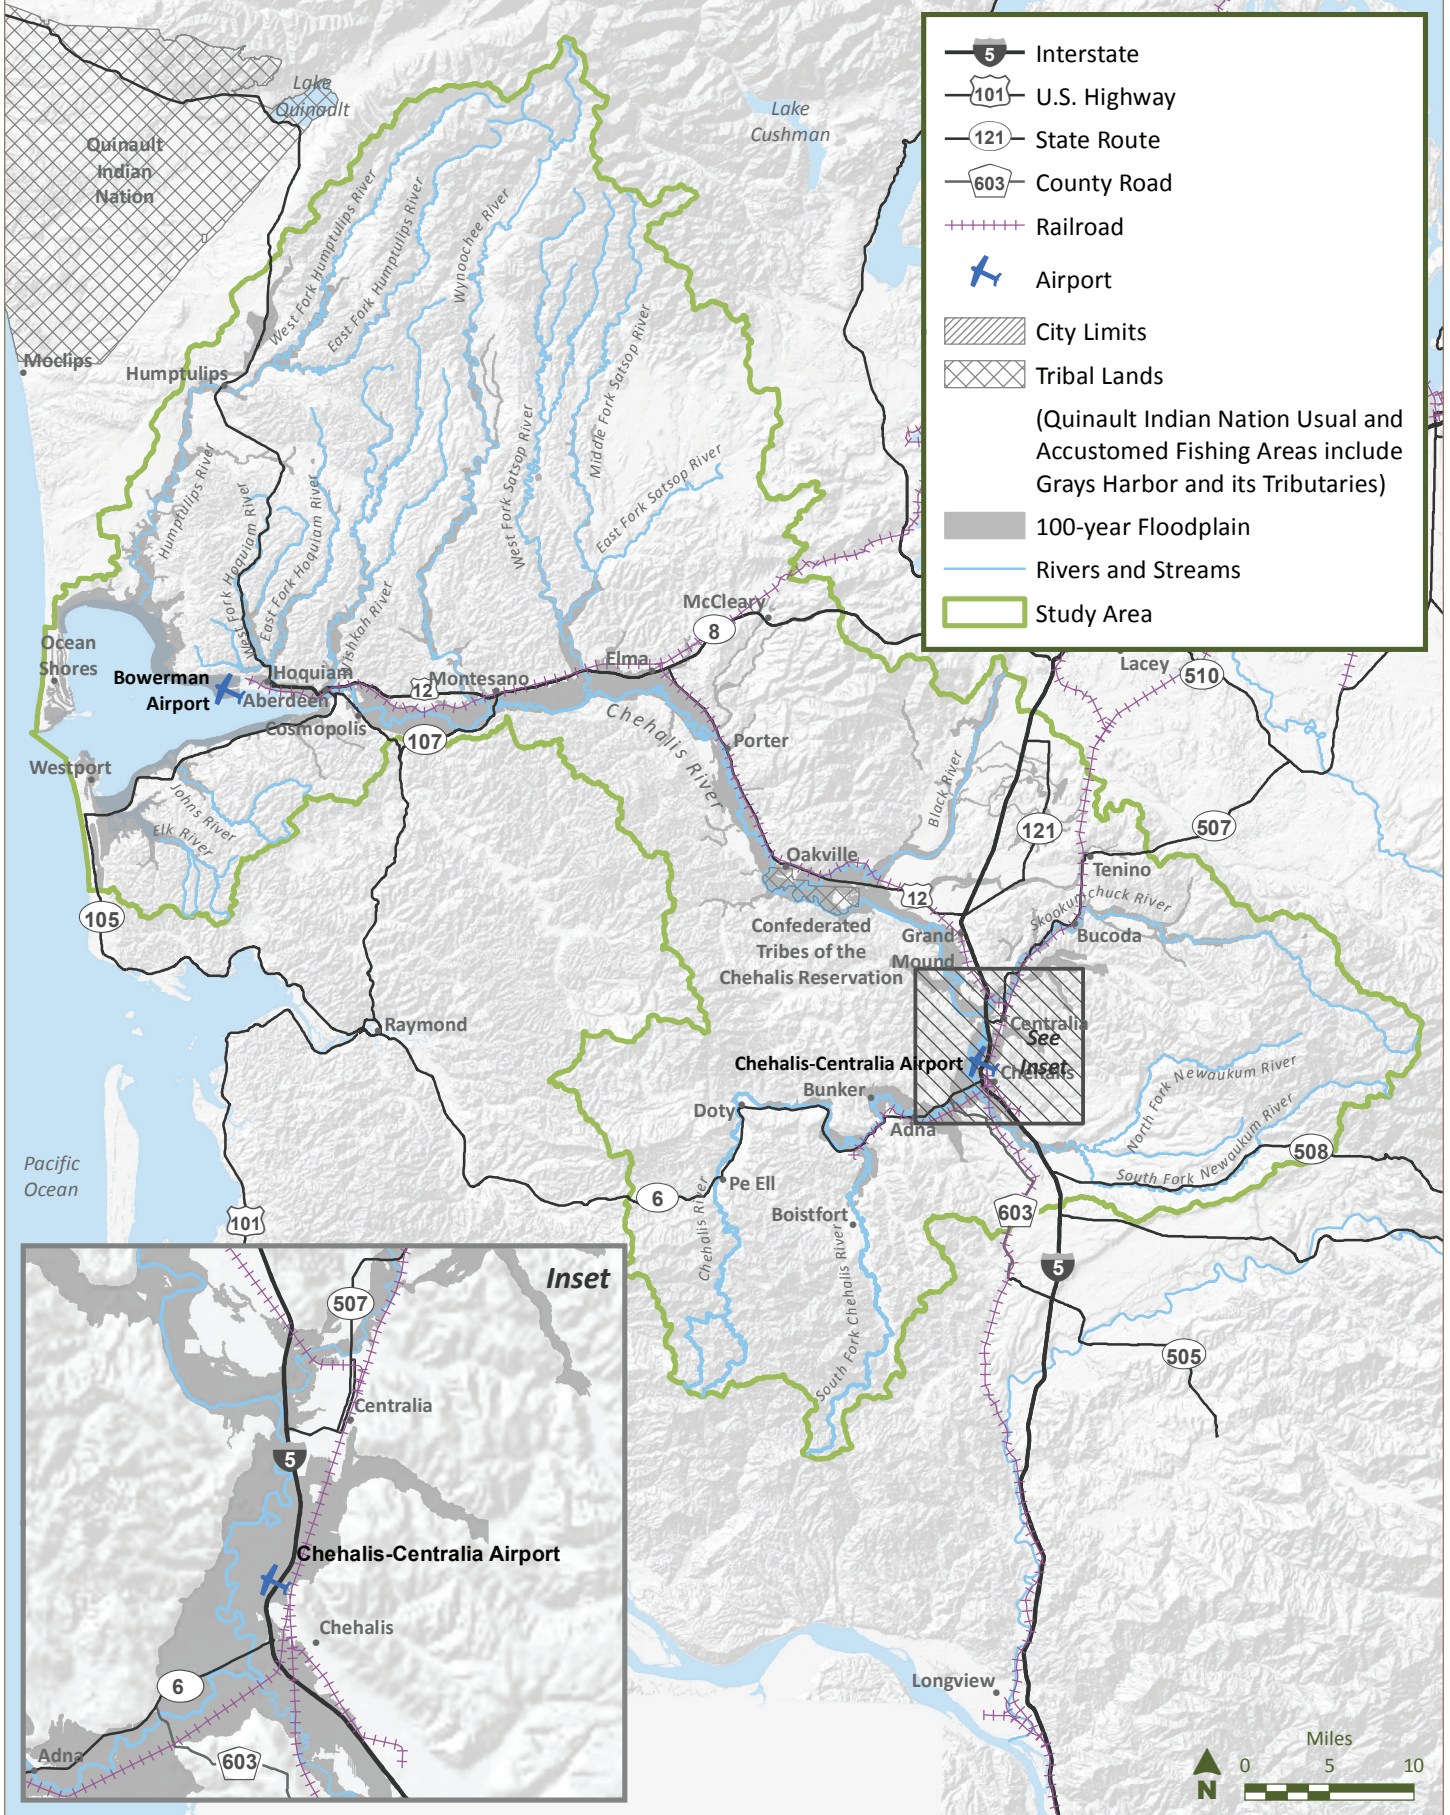 5 Interstate
101 U.S. Highway
121 State Route
603 County Road
Railroad
Airport
City Limits
Tribal Lands
(Quinault Indian Nation Usual and
Accustomed Fishing Areas include
Grays Harbor and its Tributaries)
100-year Floodplain
Rivers and Streams
Study Area
Lake
Quinault
Lake
Cushman
Quinault
Indian
Nation
West Fork Humptulips River
East Fork Humptulips River
Wynoochee River
Moclips
Humptulips
Middle Fork Satsop River
West Fork Satsop River
East Fork Satsop River
Humptulips River
West Fork Hoquiam River
East Fork Hoquiam River
Wishkah River
McCleary
8
Ocean
Shores
Bowerman
Airport
Hoquiam
Aberdeen
Cosmopolis
12
Montesano
Elma
107
Chehalis River
Porter
Lacey
510
Westport
Johns River
Elk River
Black River
121
507
Oakville
Tenino
105
12
Skookumchuck River
Confederated
Tribes of the
Chehalis Reservation
Grand
Mound
Bucoda
Raymond
Centralia
See
Inset
Chehalis-Centralia Airport
Chehalis
Bunker
Doty
Adna
North Fork Newaukum River
South Fork Newaukum River
508
Pacific
Ocean
6
Pe Ell
Chehalis River
Boistfort
603
101
South Fork Chehalis River
5
505
Inset
507
Centralia
5
Chehalis-Centralia Airport
Chehalis
6
Adna
603
Longview
Miles
0 5 10
N